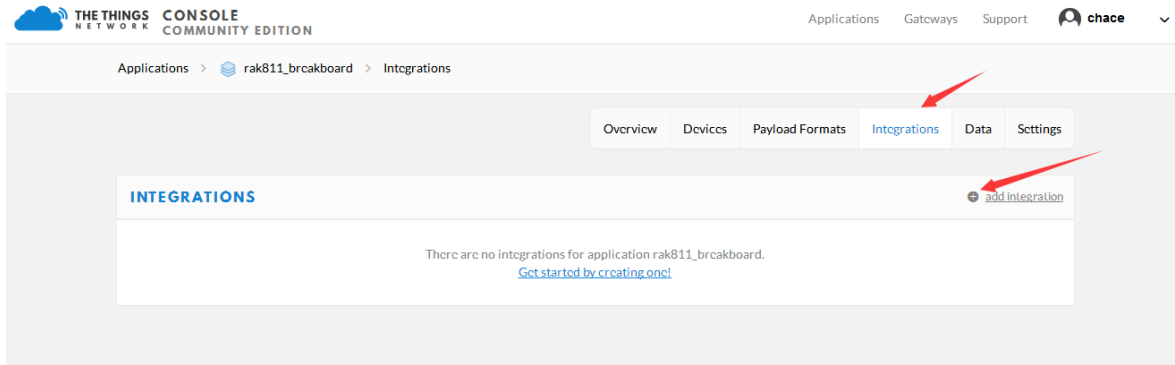 THE THINGS NETWORK CONSOLE COMMUNITY EDITION
Applications Gateways Support chace
Applications > rak811_breakboard > Integrations
Overview Devices Payload Formats Integrations Data Settings
INTEGRATIONS
add integration
There are no integrations for application rak811_breakboard.
Get started by creating one!